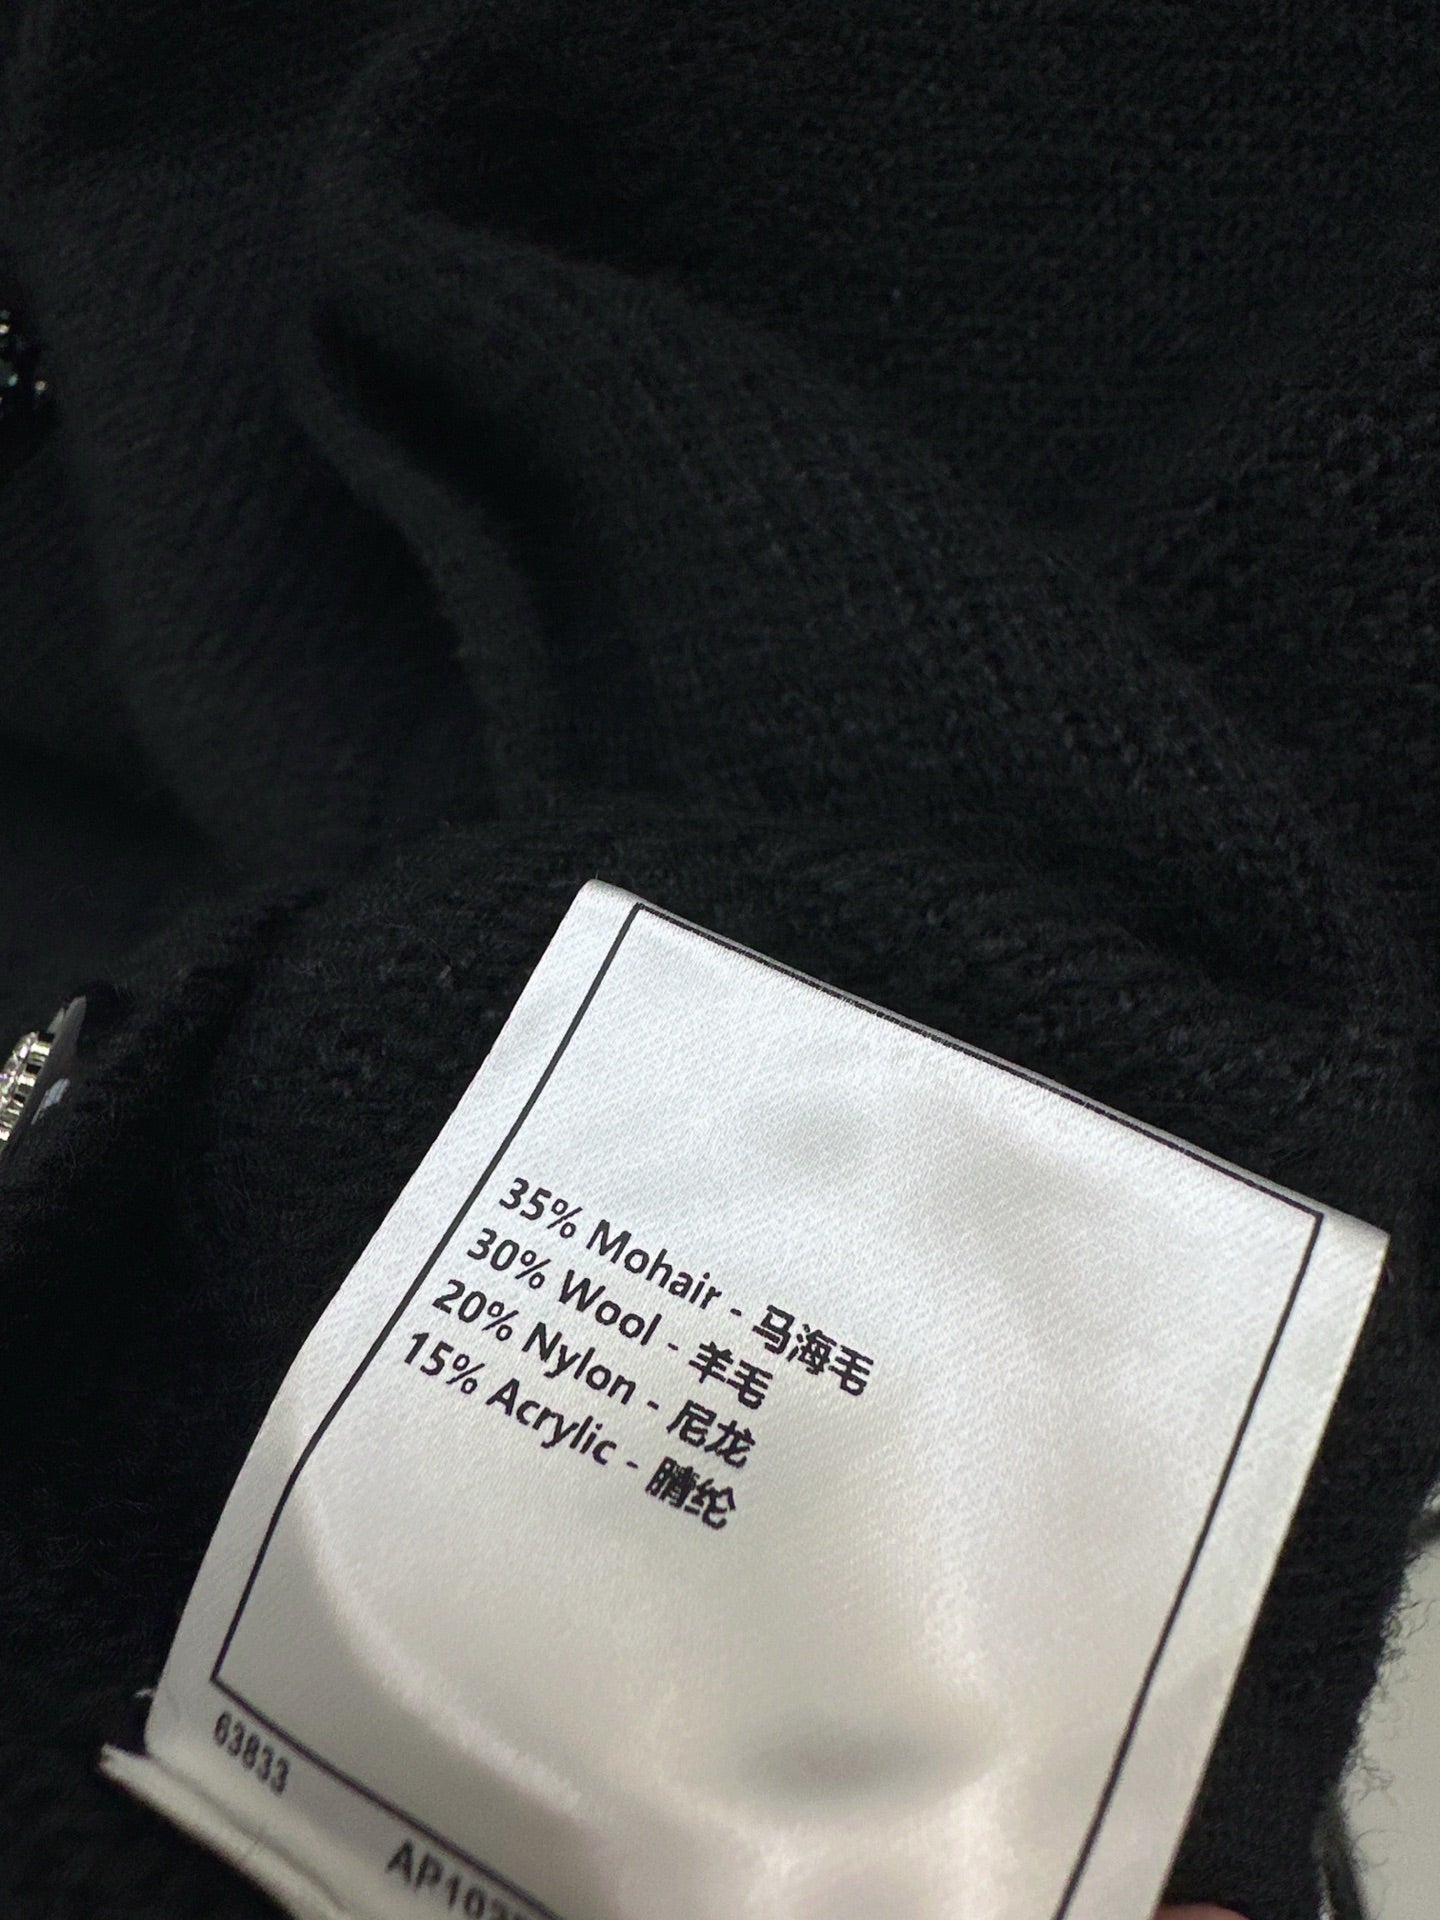 35% Mohair - 马海毛
30% Wool - 羊毛
20% Nylon - 尼龙
15% Acrylic - 腈纶
63833